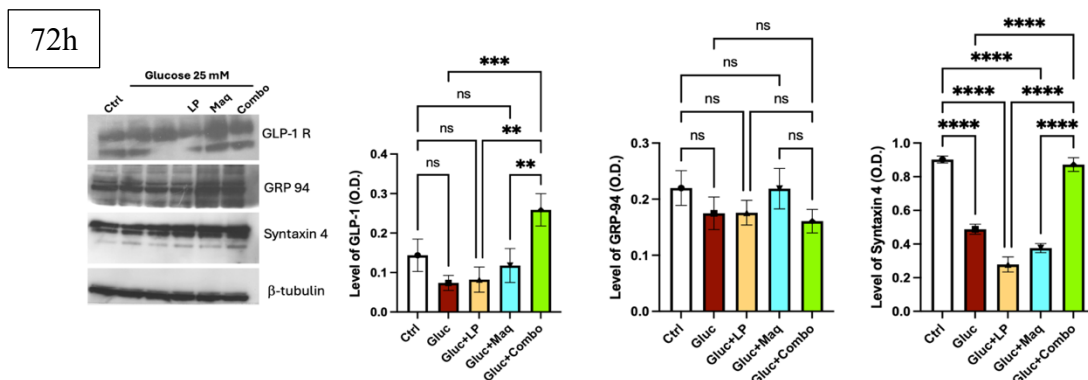 72h
Glucose 25 mM
Ctrl
LP
Maq
Combo
GLP-1 R
GRP 94
Syntaxin 4
β-tubulin
Level of GLP-1 (O.D.)
0.4
0.3
0.2
0.1
0.0
***
ns
ns
**
ns
**
Ctrl
Gluc
Gluc+LP
Gluc+Maq
Gluc+Combo
Level of GRP-94 (O.D.)
0.3
0.2
0.1
0.0
ns
ns
ns
ns
ns
ns
Ctrl
Gluc
Gluc+LP
Gluc+Maq
Gluc+Combo
Level of Syntaxin 4 (O.D.)
1.0
0.8
0.6
0.4
0.2
0.0
****
****
****
****
****
****
Ctrl
Gluc
Gluc+LP
Gluc+Maq
Gluc+Combo